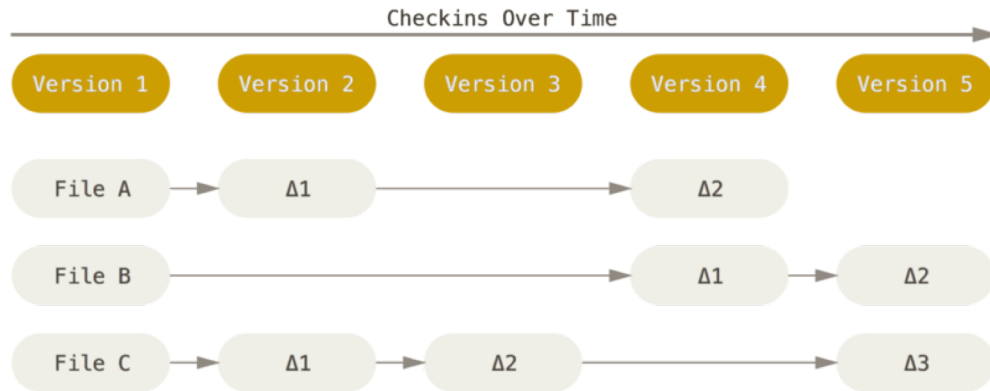 Checkins Over Time
Version 1 Version 2 Version 3 Version 4 Version 5
File A Δ1 Δ2
File B Δ1 Δ2
File C Δ1 Δ2 Δ3